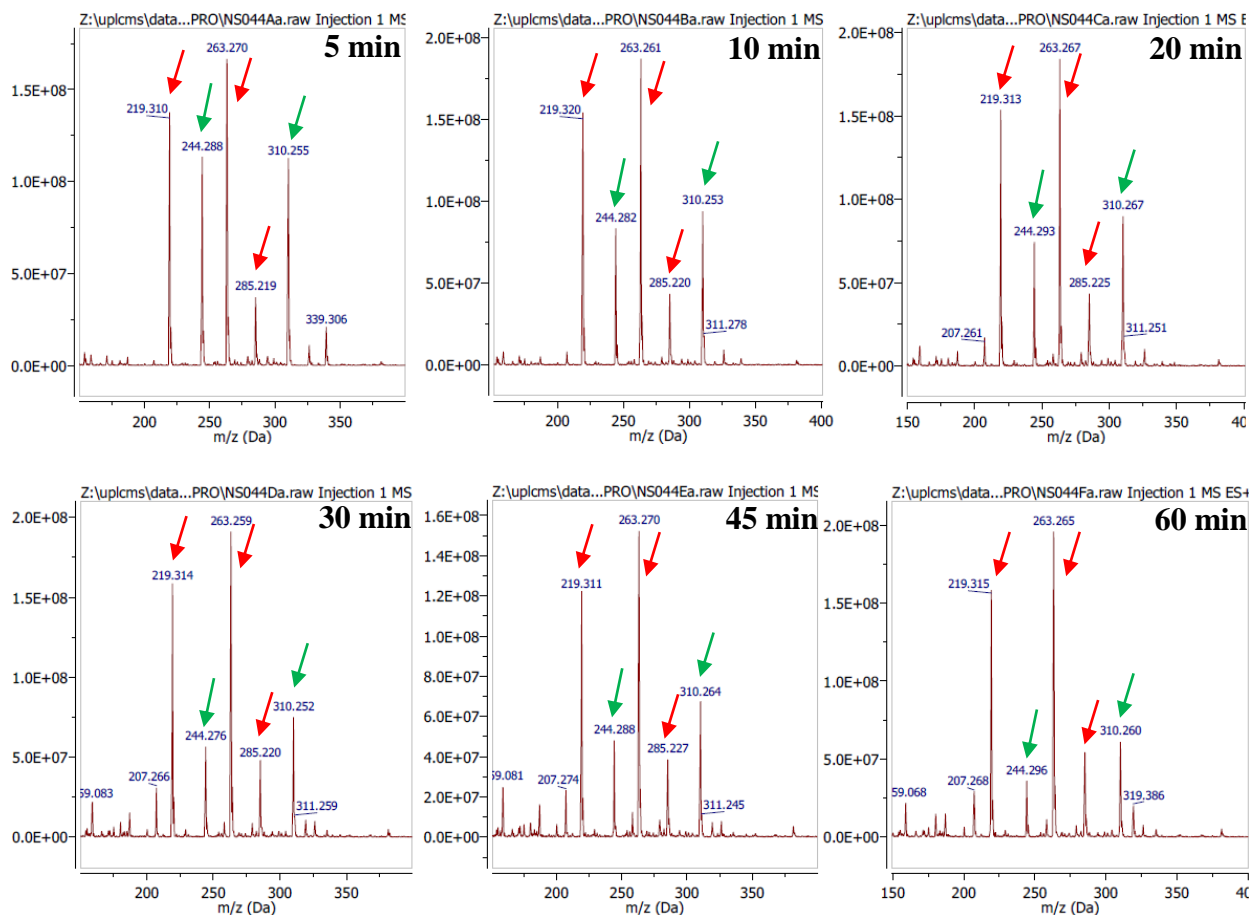 Z:\uplcms\data...PRO\NS044Aa.raw Injection 1 MS
5 min
263.270
219.310
244.288
310.255
285.219
339.306
1.5E+08
1.0E+08
5.0E+07
0.0E+00
200 250 300 350
m/z (Da)
Z:\uplcms\data...PRO\NS044Ba.raw Injection 1 MS
10 min
263.261
219.320
244.282
310.253
285.220
311.278
2.0E+08
1.5E+08
1.0E+08
5.0E+07
0.0E+00
200 250 300 350 400
m/z (Da)
Z:\uplcms\data...PRO\NS044Ca.raw Injection 1 MS E
20 min
263.267
219.313
244.293
310.267
285.225
207.261
311.251
2.0E+08
1.5E+08
1.0E+08
5.0E+07
0.0E+00
150 200 250 300 350 40
m/z (Da)
Z:\uplcms\data...PRO\NS044Da.raw Injection 1 MS
30 min
263.259
219.314
310.252
244.276
285.220
207.266
59.083
311.259
2.0E+08
1.5E+08
1.0E+08
5.0E+07
0.0E+00
200 250 300 350
m/z (Da)
Z:\uplcms\data...PRO\NS044Ea.raw Injection 1 MS
45 min
263.270
219.311
310.264
244.288
285.227
59.081
207.274
311.245
1.6E+08
1.4E+08
1.2E+08
1.0E+08
8.0E+07
6.0E+07
4.0E+07
2.0E+07
0.0E+00
200 250 300 350
m/z (Da)
Z:\uplcms\data...PRO\NS044Fa.raw Injection 1 MS ES+
60 min
263.265
219.315
310.260
244.296
59.068
207.268
319.386
2.0E+08
1.5E+08
1.0E+08
5.0E+07
0.0E+00
150 200 250 300 350 40
m/z (Da)